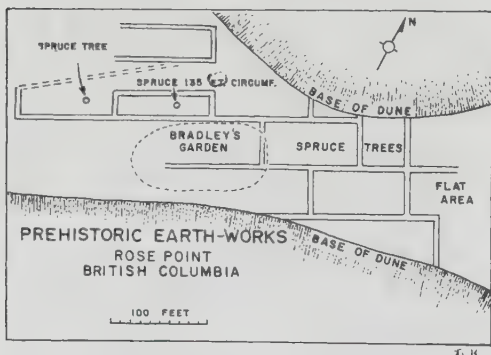 N
SPRUCE TREE
SPRUCE 135 CIRCUMF.
BASE OF DUNE
BRADLEY'S
GARDEN
SPRUCE TREES
FLAT
AREA
BASE OF DUNE
PREHISTORIC EARTH-WORKS
ROSE POINT
BRITISH COLUMBIA
100 FEET